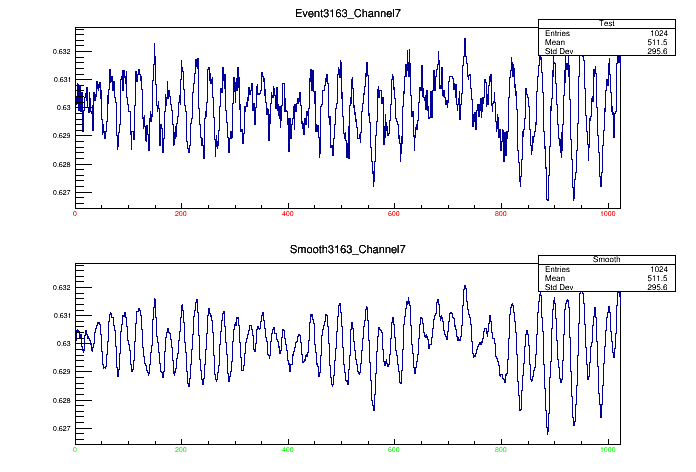 Event3163_Channel7
Test
Entries 1024
Mean 511.5
Std Dev 295.6
0.632
0.631
0.63
0.629
0.628
0.627
0 200 400 600 800 1000
Smooth3163_Channel7
Smooth
Entries 1024
Mean 511.5
Std Dev 295.6
0.632
0.631
0.63
0.629
0.628
0.627
0 200 400 600 800 1000